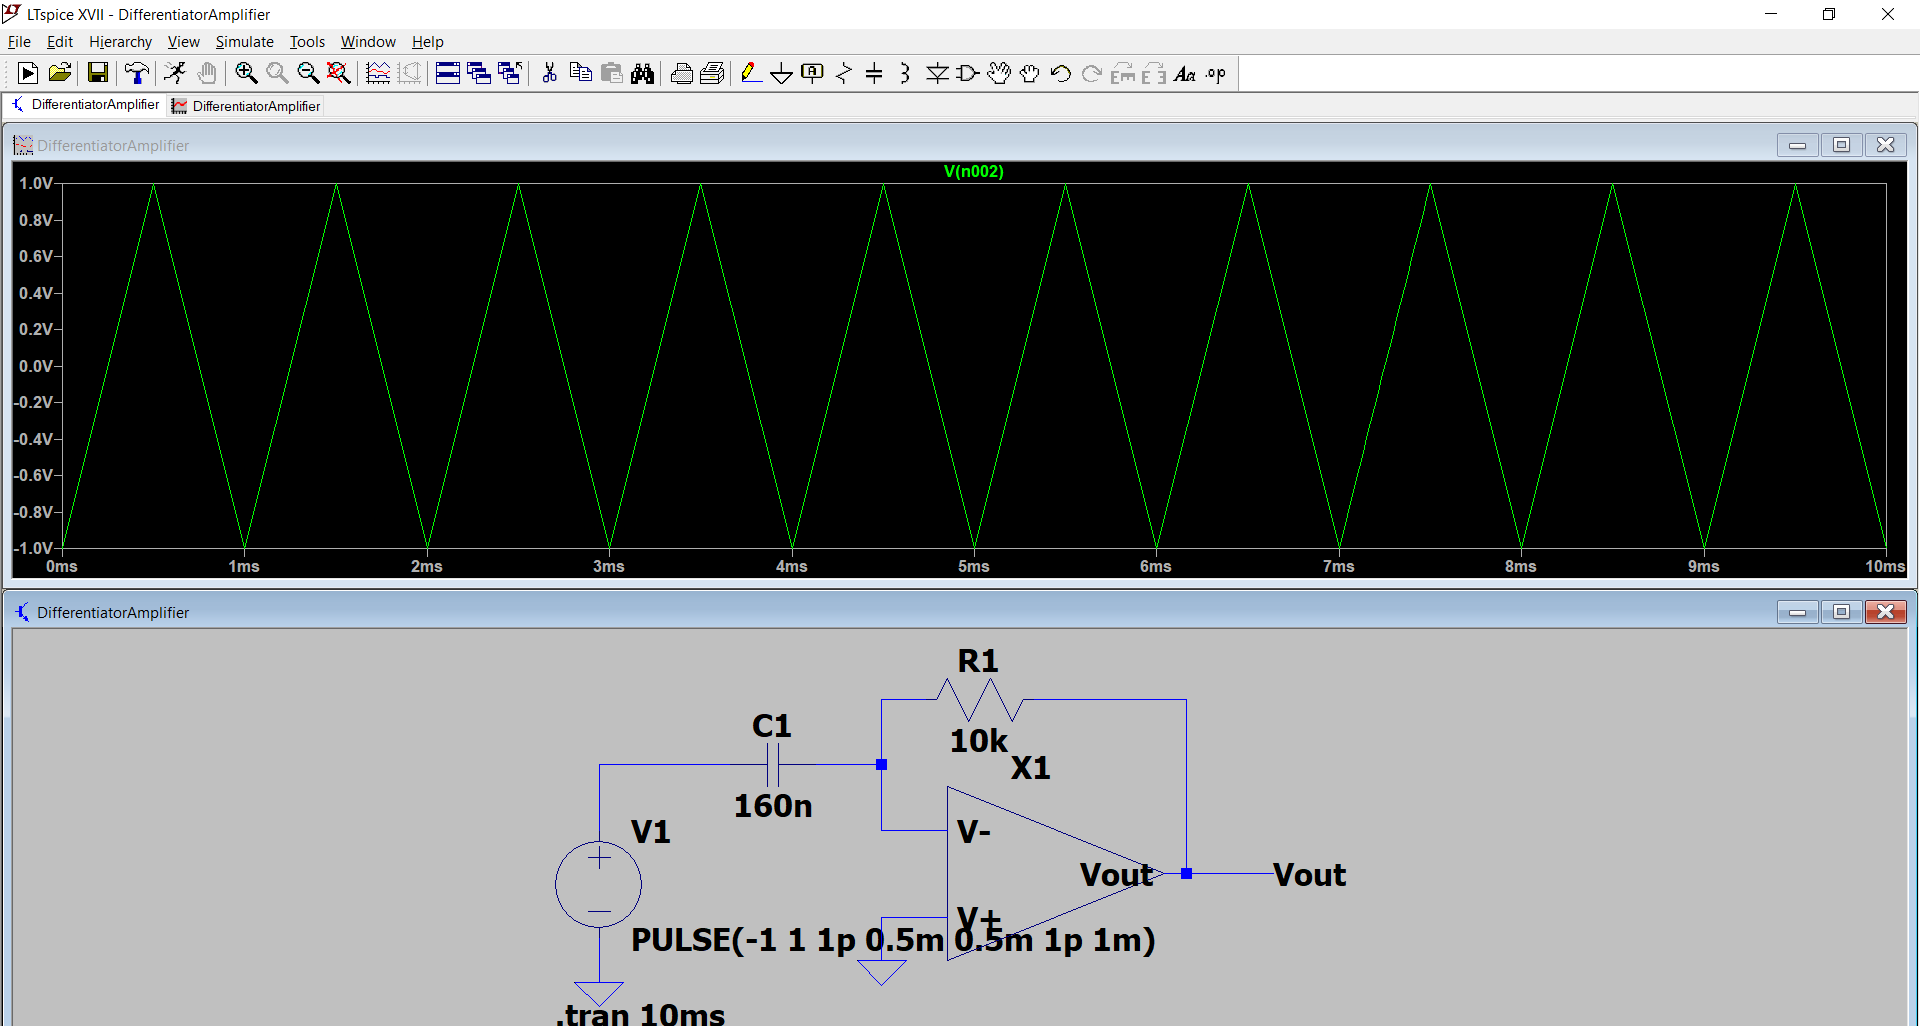 LTspice XVII - DifferentiatorAmplifier
File Edit Hierarchy View Simulate Tools Window Help
A Aa .op
DifferentiatorAmplifier DifferentiatorAmplifier
DifferentiatorAmplifier
V(n002)
1.0V
0.8V
0.6V
0.4V
0.2V
0.0V
-0.2V
-0.4V
-0.6V
-0.8V
-1.0V
0ms 1ms 2ms 3ms 4ms 5ms 6ms 7ms 8ms 9ms 10ms
DifferentiatorAmplifier
R1
C1
10k
X1
160n
V1
V-
Vout
Vout
V+
PULSE(-1 1 1p 0.5m 0.5m 1p 1m)
.tran 10ms